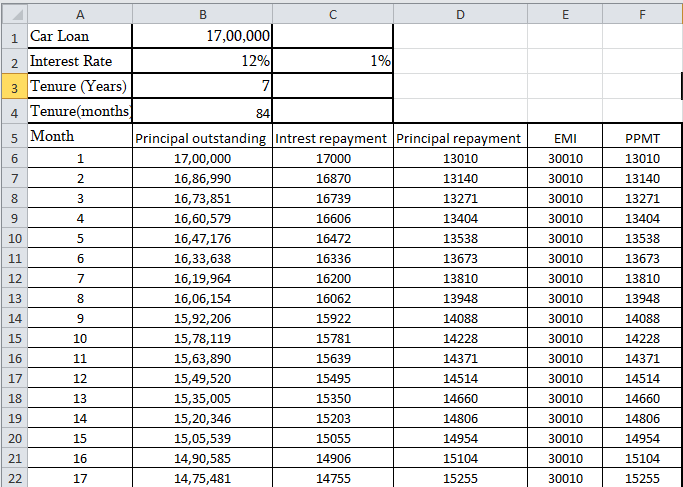 A B C D E F
1 Car Loan 17,00,000
2 Interest Rate 12% 1%
3 Tenure (Years) 7
4 Tenure(months) 84
5 Month Principal outstanding Intrest repayment Principal repayment EMI PPMT
6 1 17,00,000 17000 13010 30010 13010
7 2 16,86,990 16870 13140 30010 13140
8 3 16,73,851 16739 13271 30010 13271
9 4 16,60,579 16606 13404 30010 13404
10 5 16,47,176 16472 13538 30010 13538
11 6 16,33,638 16336 13673 30010 13673
12 7 16,19,964 16200 13810 30010 13810
13 8 16,06,154 16062 13948 30010 13948
14 9 15,92,206 15922 14088 30010 14088
15 10 15,78,119 15781 14228 30010 14228
16 11 15,63,890 15639 14371 30010 14371
17 12 15,49,520 15495 14514 30010 14514
18 13 15,35,005 15350 14660 30010 14660
19 14 15,20,346 15203 14806 30010 14806
20 15 15,05,539 15055 14954 30010 14954
21 16 14,90,585 14906 15104 30010 15104
22 17 14,75,481 14755 15255 30010 15255